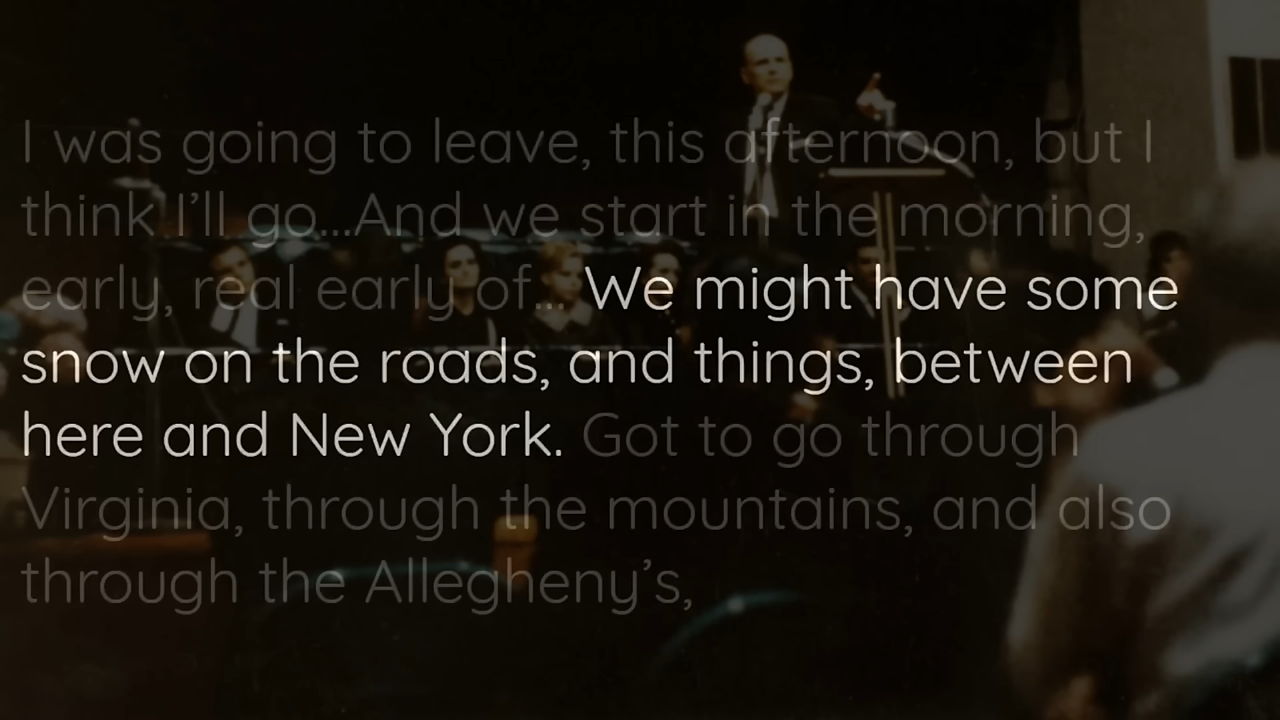 I was going to leave, this afternoon, but I
think I’ll go...And we start in the morning,
early, real early of... We might have some
snow on the roads, and things, between
here and New York. Got to go through
Virginia, through the mountains, and also
through the Allegheny’s,